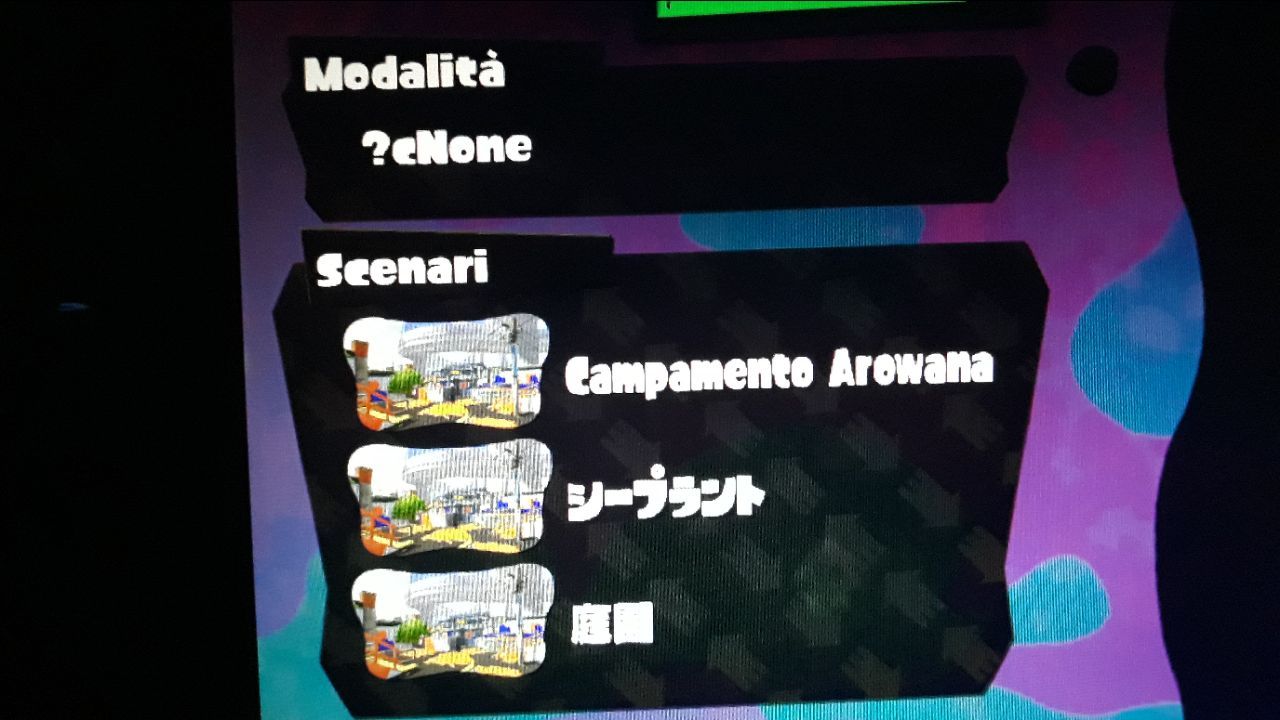 Modalità
?cNone
Scenari
Campamento Arowana
シープラント
庭園